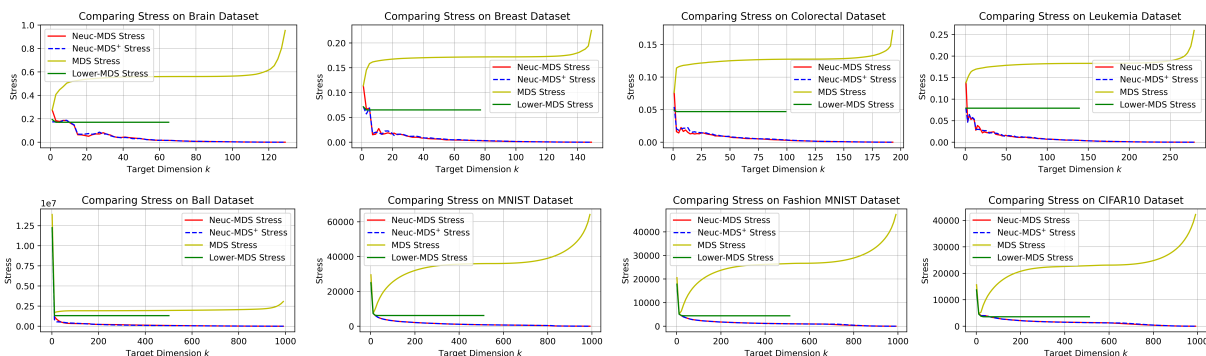 Comparing Stress on Brain Dataset
Stress
1.0
0.8
0.6
0.4
0.2
0.0
Neuc-MDS Stress
Neuc-MDS⁺ Stress
MDS Stress
Lower-MDS Stress
0 20 40 60 80 100 120
Target Dimension k
Comparing Stress on Breast Dataset
Stress
0.20
0.15
0.10
0.05
0.00
Neuc-MDS Stress
Neuc-MDS⁺ Stress
MDS Stress
Lower-MDS Stress
0 20 40 60 80 100 120 140
Target Dimension k
Comparing Stress on Colorectal Dataset
Stress
0.15
0.10
0.05
0.00
Neuc-MDS Stress
Neuc-MDS⁺ Stress
MDS Stress
Lower-MDS Stress
0 25 50 75 100 125 150 175 200
Target Dimension k
Comparing Stress on Leukemia Dataset
Stress
0.25
0.20
0.15
0.10
0.05
0.00
Neuc-MDS Stress
Neuc-MDS⁺ Stress
MDS Stress
Lower-MDS Stress
0 50 100 150 200 250
Target Dimension k
Comparing Stress on Ball Dataset
1e7
Stress
1.25
1.00
0.75
0.50
0.25
0.00
Neuc-MDS Stress
Neuc-MDS⁺ Stress
MDS Stress
Lower-MDS Stress
0 200 400 600 800 1000
Target Dimension k
Comparing Stress on MNIST Dataset
Stress
60000
40000
20000
0
Neuc-MDS Stress
Neuc-MDS⁺ Stress
MDS Stress
Lower-MDS Stress
0 200 400 600 800 1000
Target Dimension k
Comparing Stress on Fashion MNIST Dataset
Stress
40000
30000
20000
10000
0
Neuc-MDS Stress
Neuc-MDS⁺ Stress
MDS Stress
Lower-MDS Stress
0 200 400 600 800 1000
Target Dimension k
Comparing Stress on CIFAR10 Dataset
Stress
40000
30000
20000
10000
0
Neuc-MDS Stress
Neuc-MDS⁺ Stress
MDS Stress
Lower-MDS Stress
0 200 400 600 800 1000
Target Dimension k